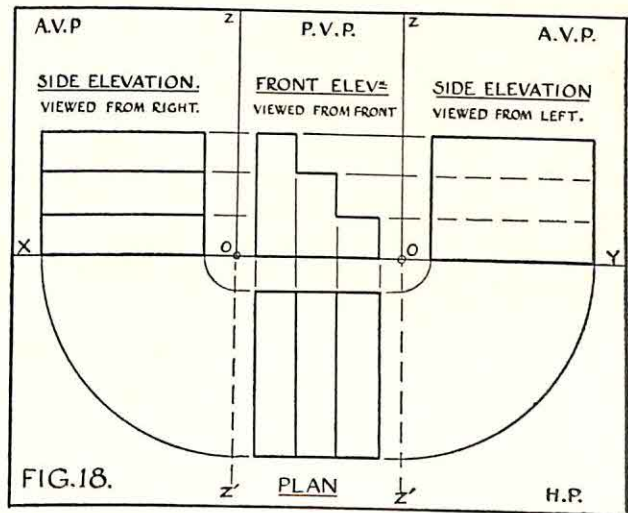 A.V.P
Z
P.V.P.
Z
A.V.P.
SIDE ELEVATION.
VIEWED FROM RIGHT.
FRONT ELEVN
VIEWED FROM FRONT
SIDE ELEVATION
VIEWED FROM LEFT.
X
O
O
Y
FIG.18.
Z'
PLAN
Z'
H.P.